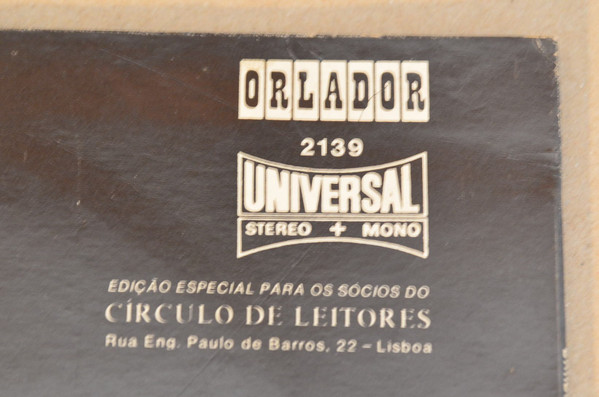 ORLADOR
2139
UNIVERSAL
STEREO + MONO
EDIÇÃO ESPECIAL PARA OS SÓCIOS DO
CÍRCULO DE LEITORES
Rua Eng. Paulo de Barros, 22 – Lisboa